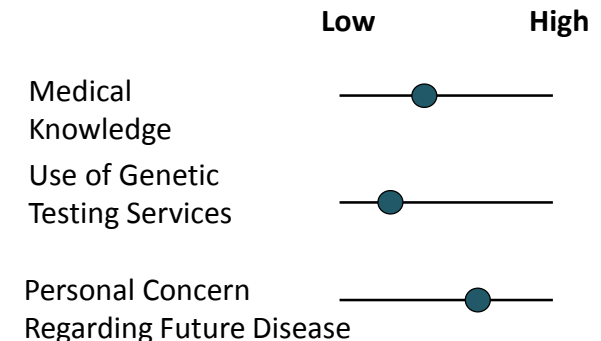 Low High
Medical
Knowledge
Use of Genetic
Testing Services
Personal Concern
Regarding Future Disease